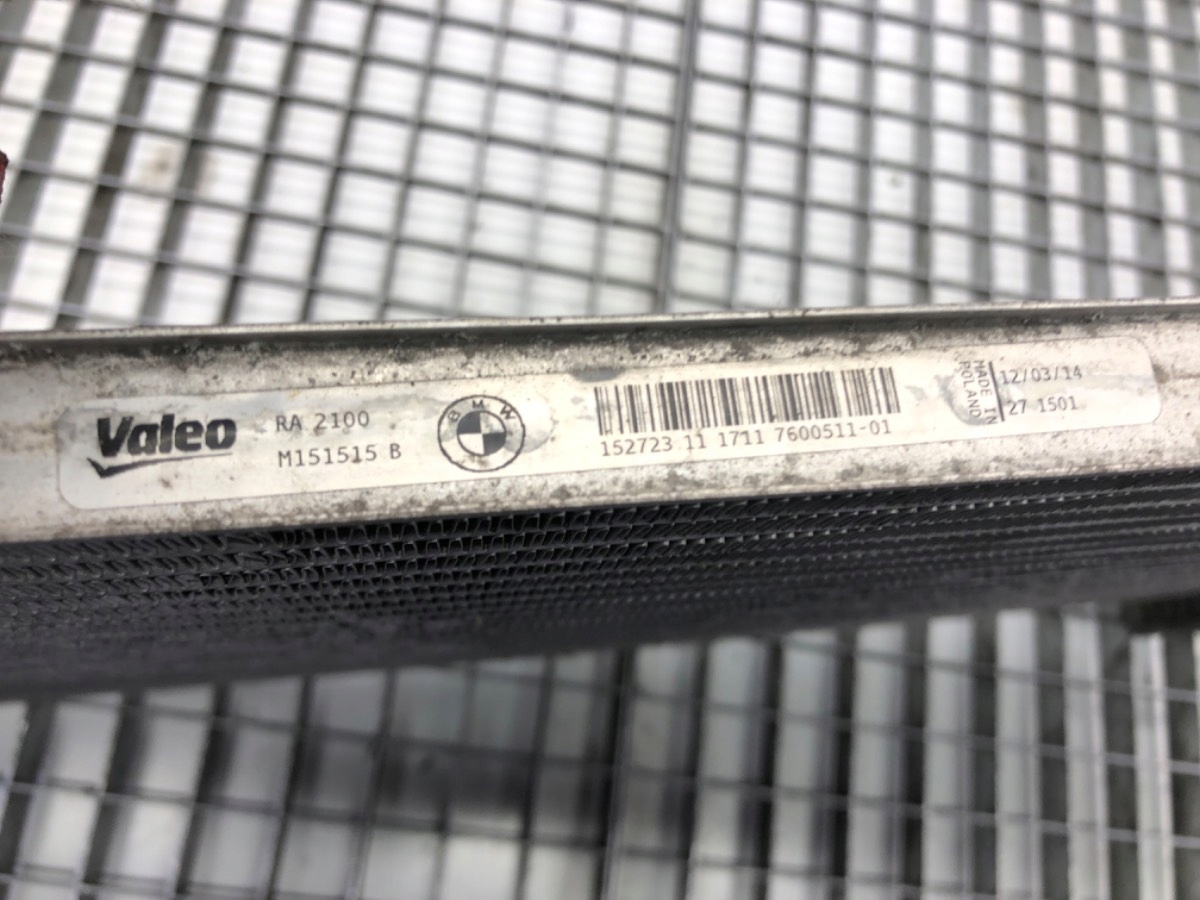 Valeo
RA 2100
M151515 B
BMW
152723 11 1711 7600511-01
MADE IN
POLAND
12/03/14
27 1501